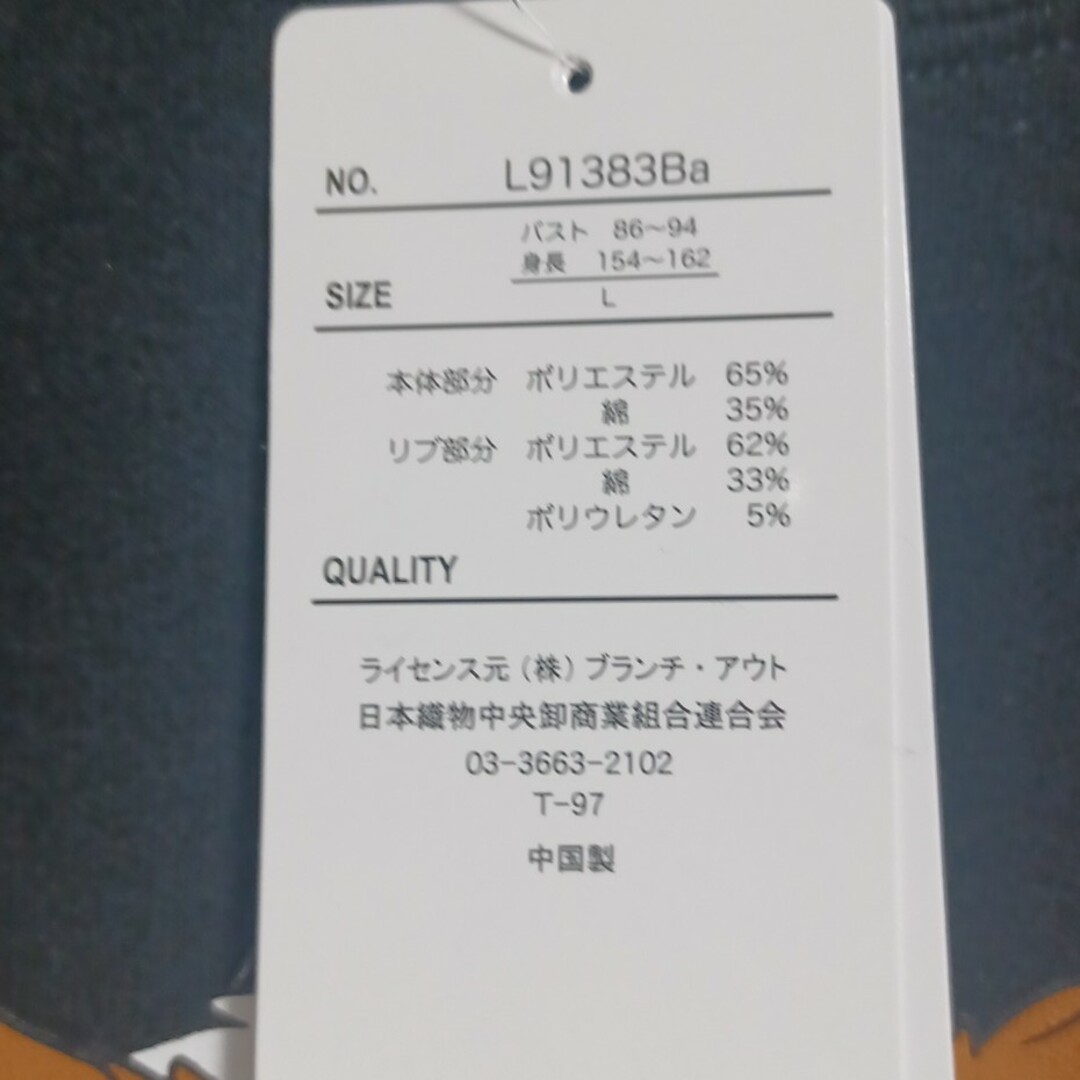 NO. L91383Ba
バスト 86〜94
身長 154〜162
SIZE L
本体部分 ポリエステル 65%
綿 35%
リブ部分 ポリエステル 62%
綿 33%
ポリウレタン 5%
QUALITY
ライセンス元（株）ブランチ・アウト
日本織物中央卸商業組合連合会
03-3663-2102
T-97
中国製